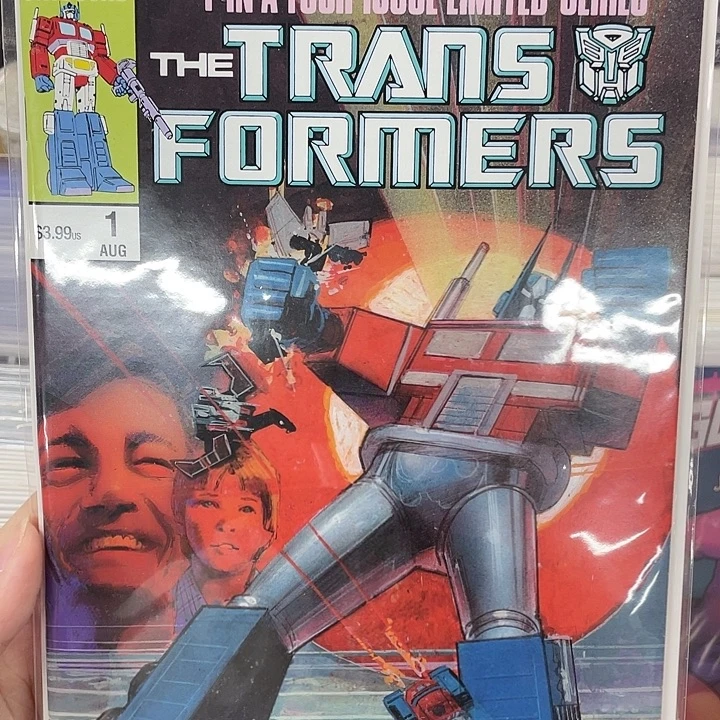 1 IN A FOUR-ISSUE LIMITED SERIES
THE TRANS
FORMERS
$3.99US
1
AUG